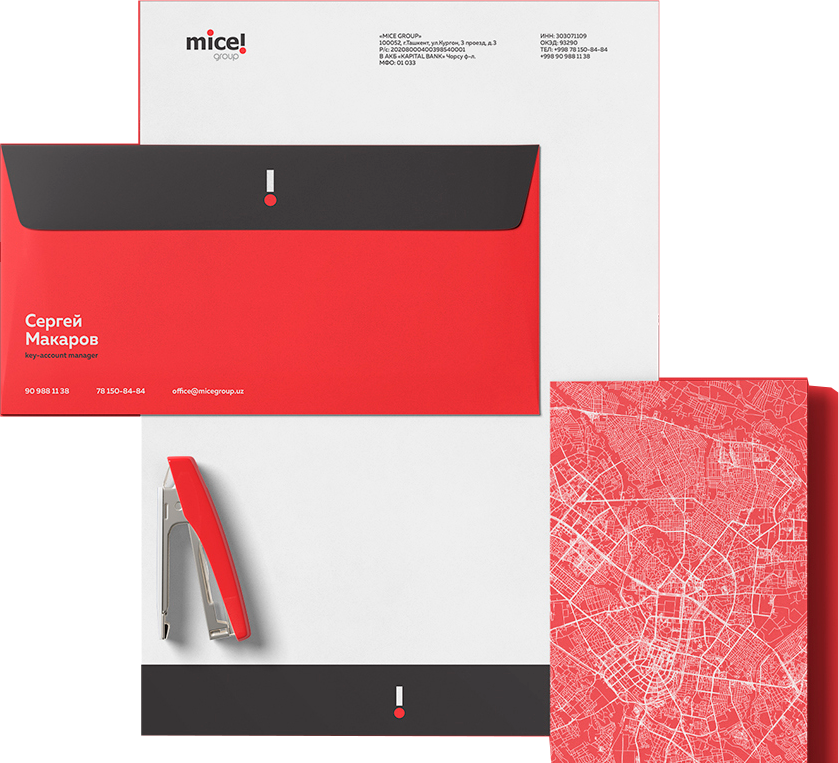 mice!
group
«MICE GROUP»
100052, г.Ташкент, ул.Кургон, 3 проезд, д.3
Р/с: 20208000400398540001
В АКБ «KAPITAL BANK« Чорсу ф-л.
МФО: 01 033
ИНН: 303071109
ОКЭД: 93290
ТЕЛ: +998 78 150-84-84
+998 90 988 11 38
Сергей
Макаров
key-account manager
90 988 11 38
78 150-84-84
office@micegroup.uz